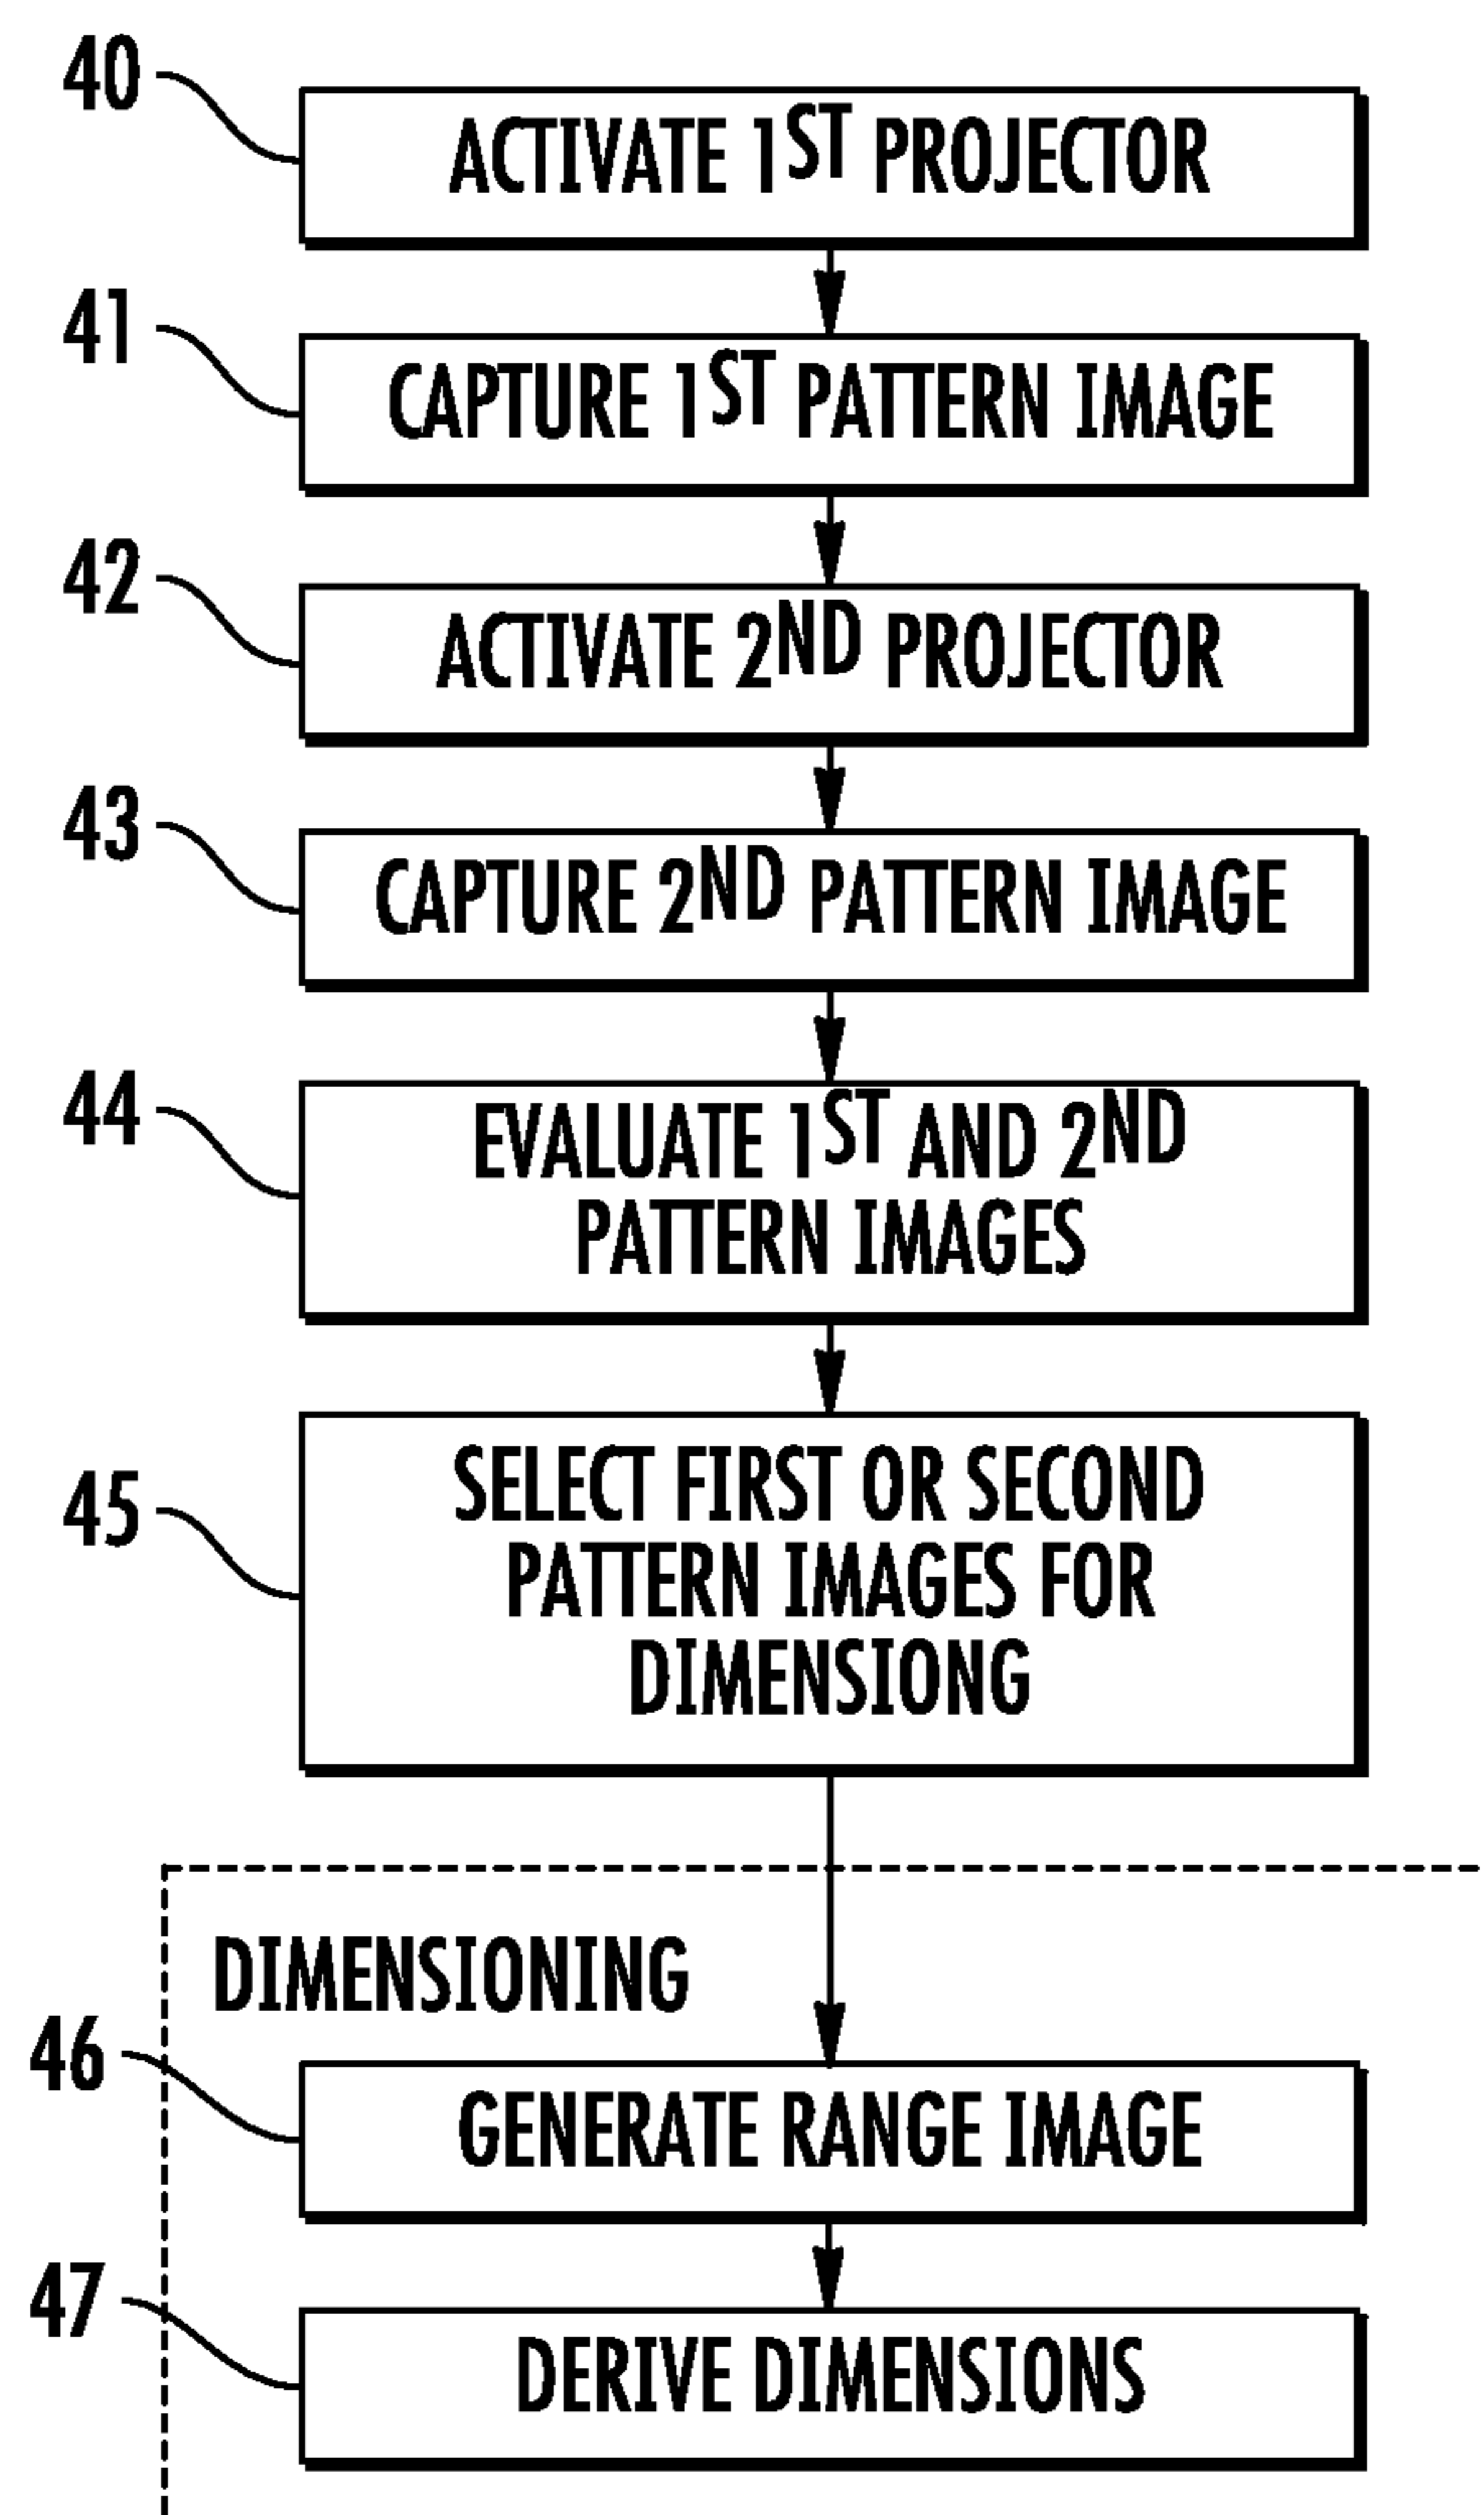 40
ACTIVATE 1ST PROJECTOR
41
CAPTURE 1ST PATTERN IMAGE
42
ACTIVATE 2ND PROJECTOR
43
CAPTURE 2ND PATTERN IMAGE
44
EVALUATE 1ST AND 2ND
PATTERN IMAGES
45
SELECT FIRST OR SECOND
PATTERN IMAGES FOR
DIMENSIONG
DIMENSIONING
46
GENERATE RANGE IMAGE
47
DERIVE DIMENSIONS